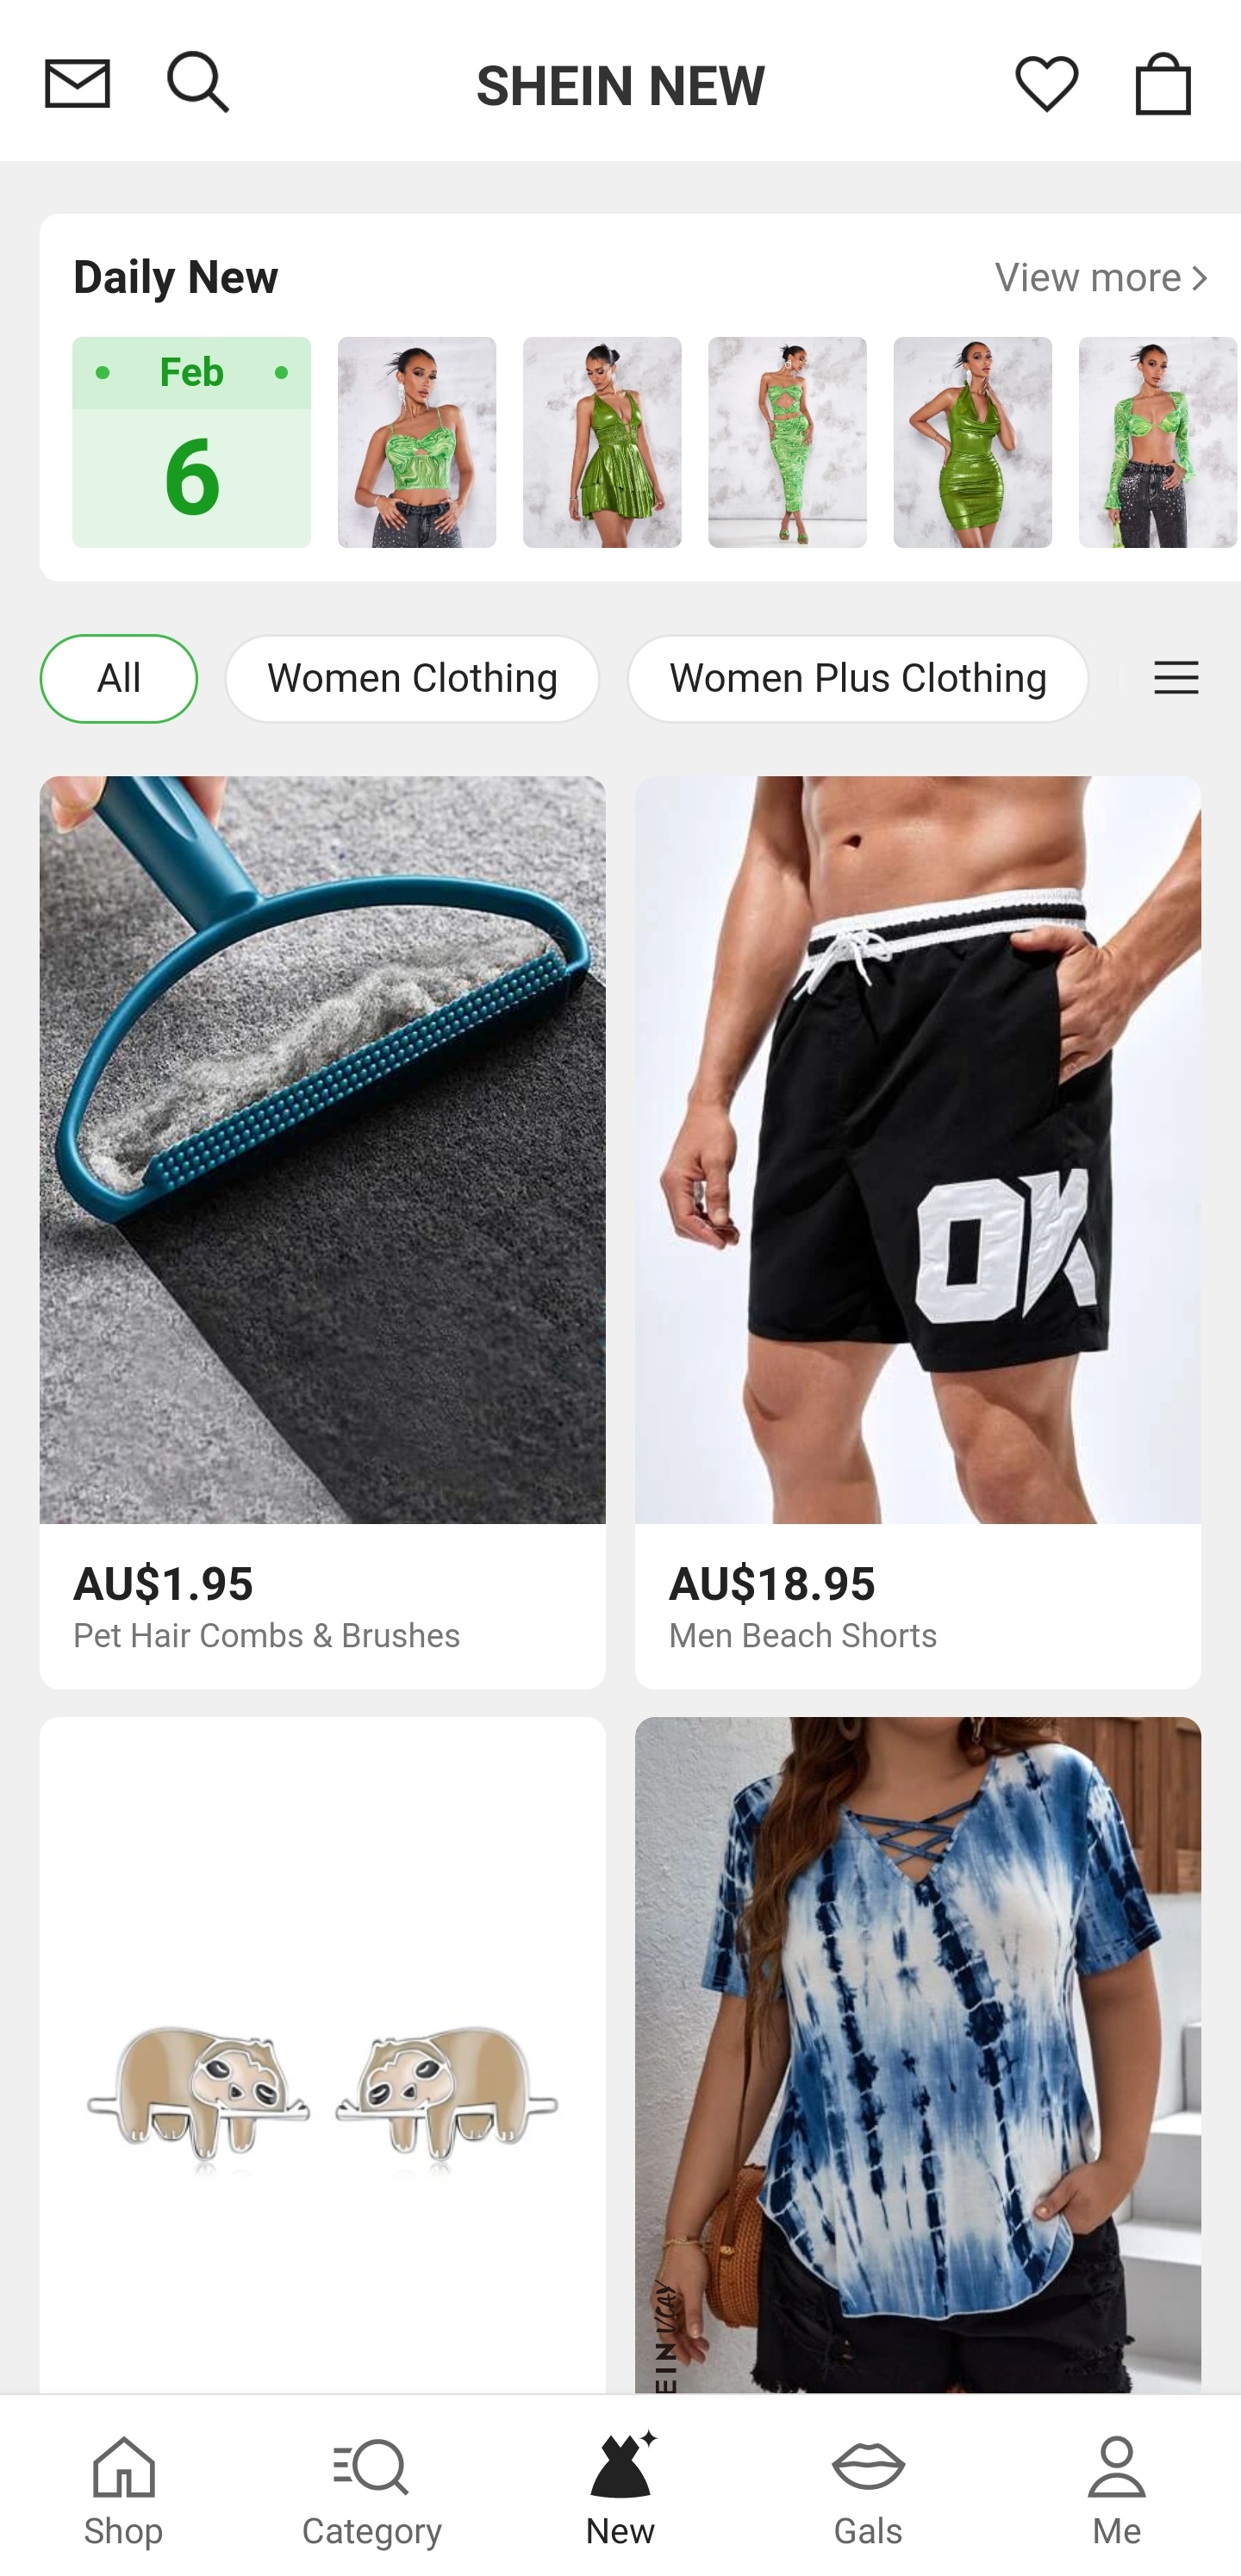 SHEIN NEW
Daily New
View more
Feb
6
All
Women Clothing
Women Plus Clothing
OK
AU$1.95
Pet Hair Combs & Brushes
AU$18.95
Men Beach Shorts
EIN VCAY
Shop
Category
New
Gals
Me